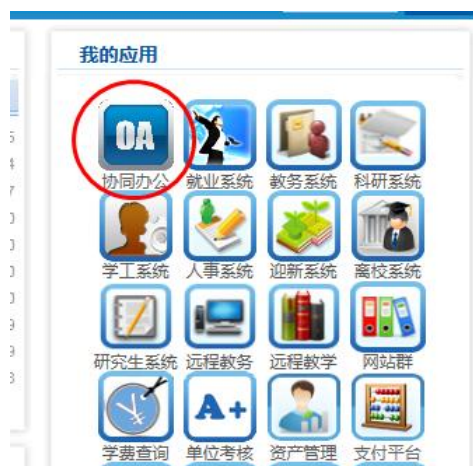 我的应用
OA
协同办公 就业系统 教务系统 科研系统
学工系统 人事系统 迎新系统 离校系统
研究生系统 远程教务 远程教学 网站群
A+
学费查询 单位考核 资产管理 支付平台